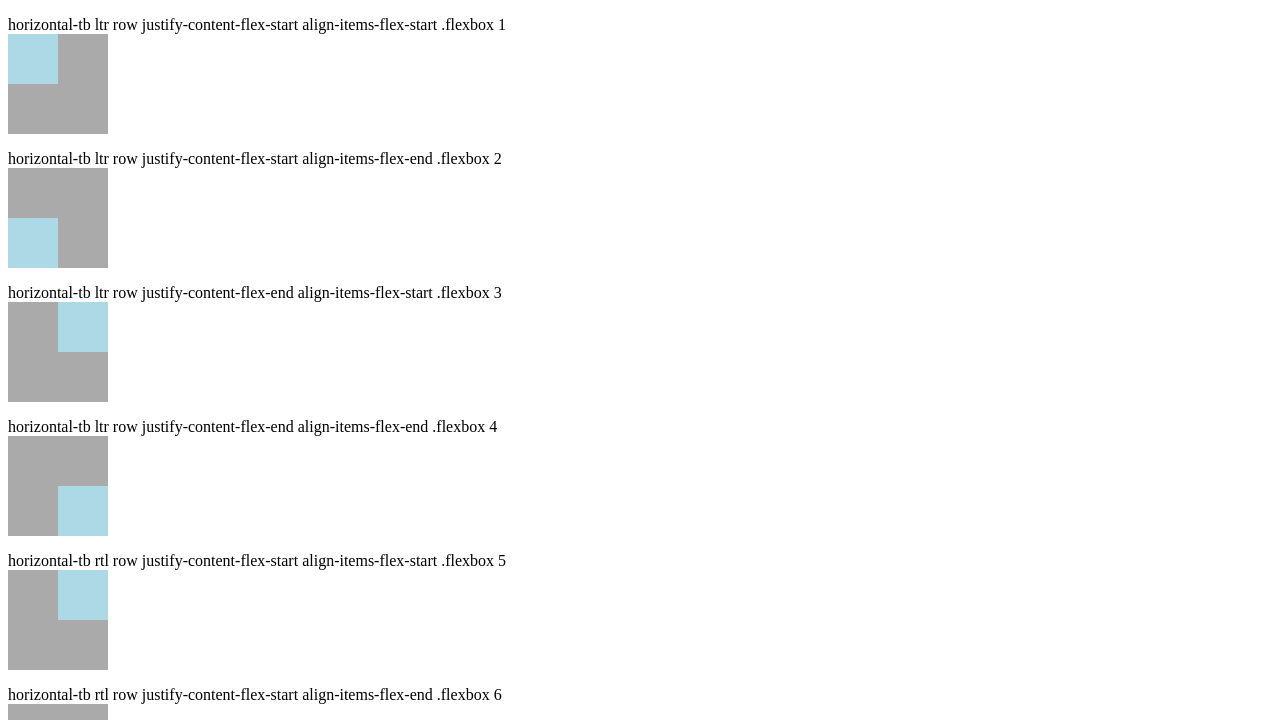 horizontal-tb ltr row justify-content-flex-start align-items-flex-start .flexbox 1
horizontal-tb ltr row justify-content-flex-start align-items-flex-end .flexbox 2
horizontal-tb ltr row justify-content-flex-end align-items-flex-start .flexbox 3
horizontal-tb ltr row justify-content-flex-end align-items-flex-end .flexbox 4
horizontal-tb rtl row justify-content-flex-start align-items-flex-start .flexbox 5
horizontal-tb rtl row justify-content-flex-start align-items-flex-end .flexbox 6